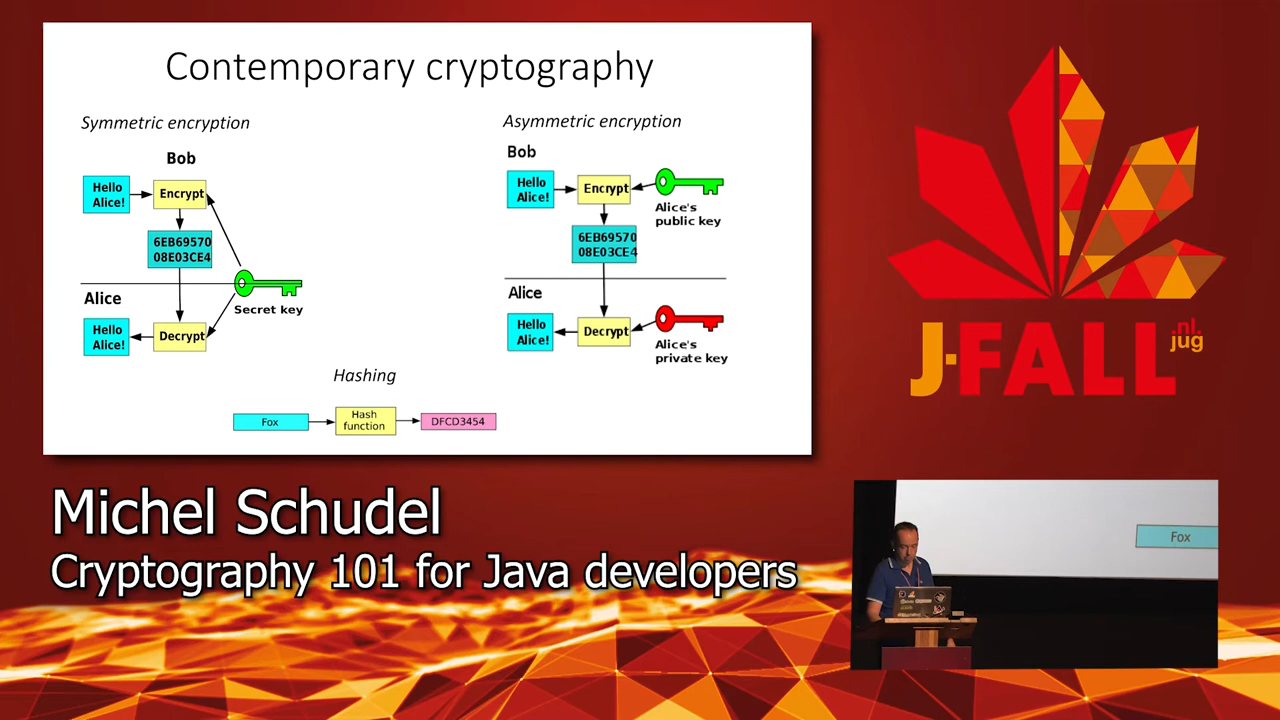 Contemporary cryptography
Symmetric encryption
Bob
Hello
Alice!
Encrypt
6EB69570
08E03CE4
Alice
Secret key
Hello
Alice!
Decrypt
Asymmetric encryption
Bob
Hello
Alice!
Encrypt
Alice's
public key
6EB69570
08E03CE4
Alice
Hello
Alice!
Decrypt
Alice's
private key
Hashing
Fox
Hash
function
DFCD3454
J-FALL
.nl.
jug
Michel Schudel
Cryptography 101 for Java developers
Fox